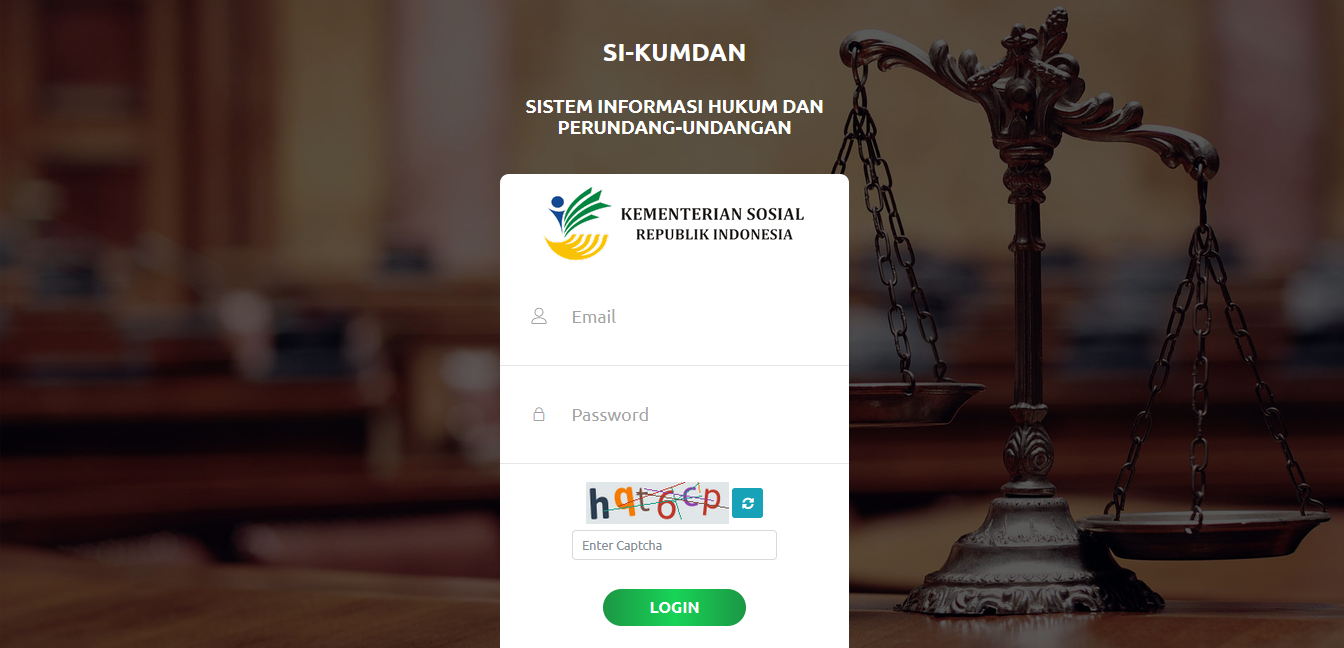 SI-KUMDAN
SISTEM INFORMASI HUKUM DAN
PERUNDANG-UNDANGAN
KEMENTERIAN SOSIAL
REPUBLIK INDONESIA
Email
Password
hqt6cp
Enter Captcha
LOGIN